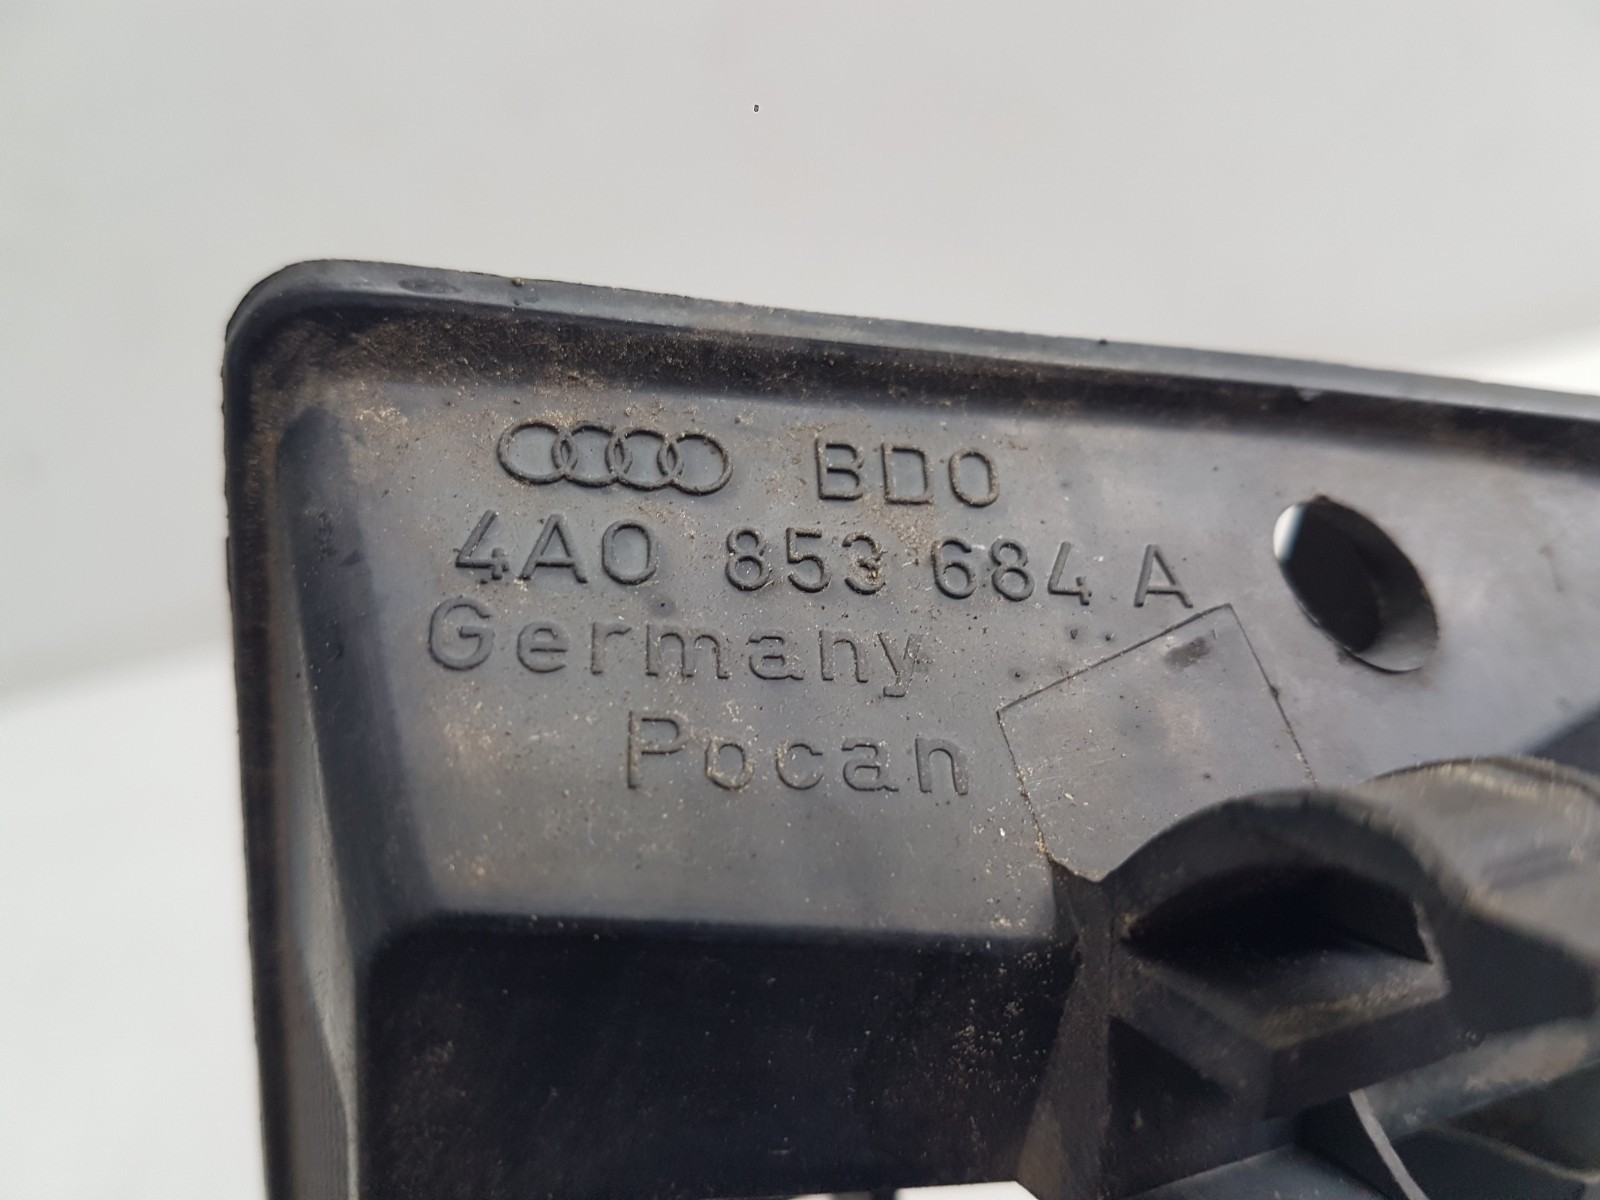 BDO
4A0 853 684 A
Germany
Pocan